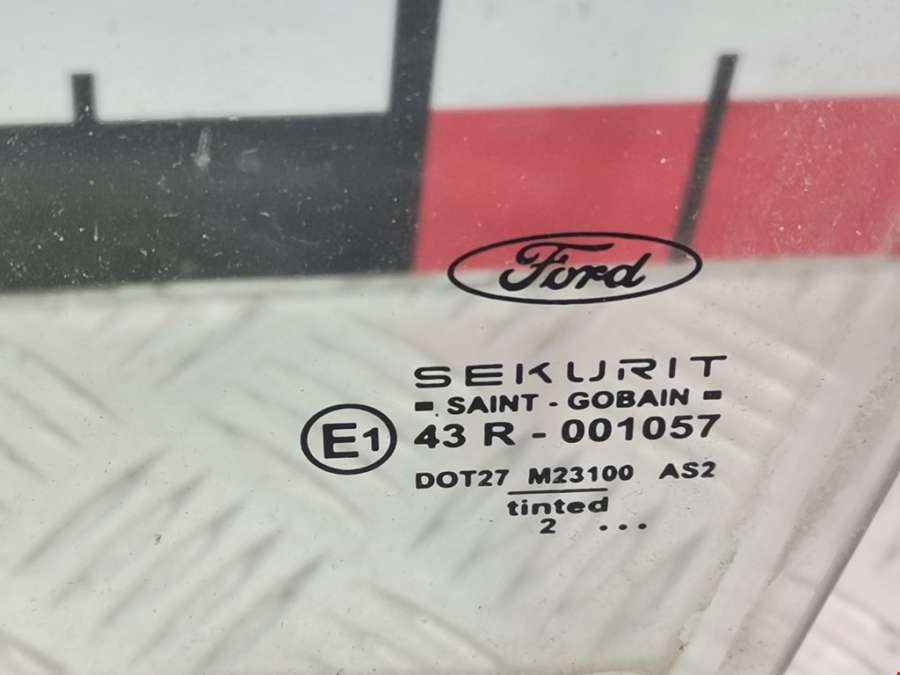 Ford
SEKURIT
- SAINT - GOBAIN -
E1 43 R - 001057
DOT27 M23100 AS2
tinted
2 ...